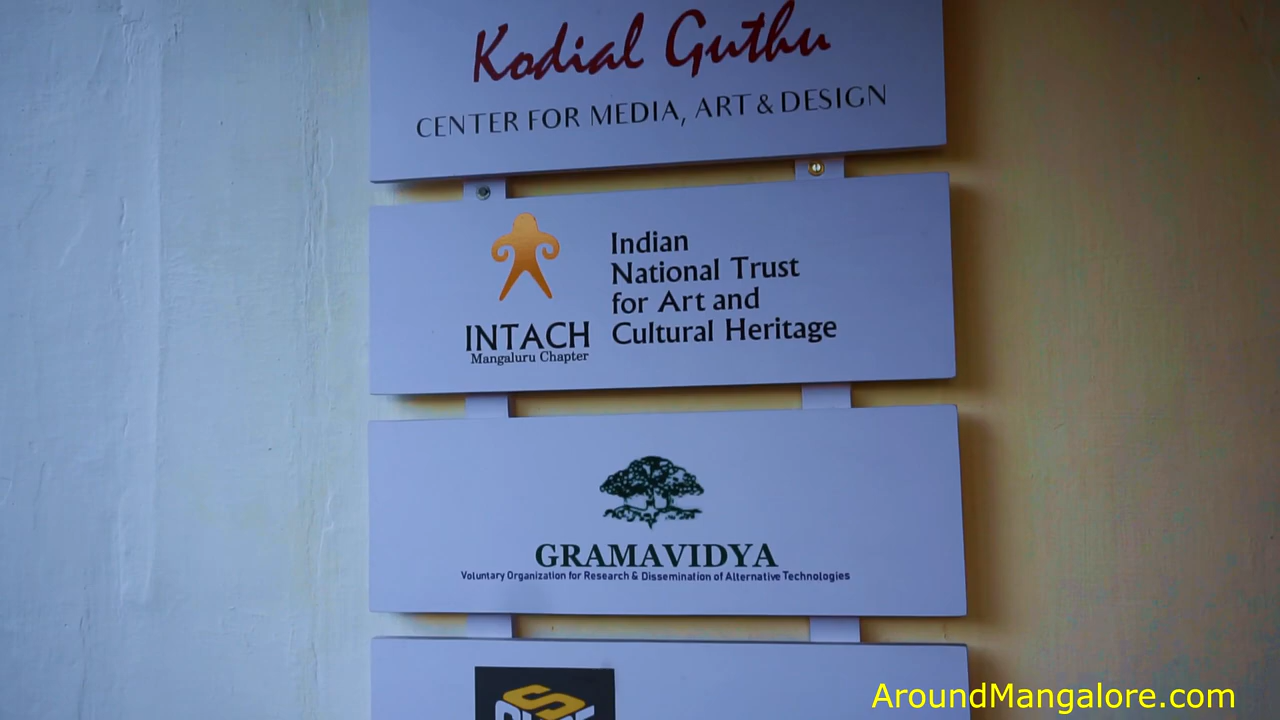 Kodial Guthu
CENTER FOR MEDIA, ART & DESIGN
Indian
National Trust
for Art and
Cultural Heritage
INTACH
Mangaluru Chapter
GRAMAVIDYA
Voluntary Organization for Research & Dissemination of Alternative Technologies
AroundMangalore.com